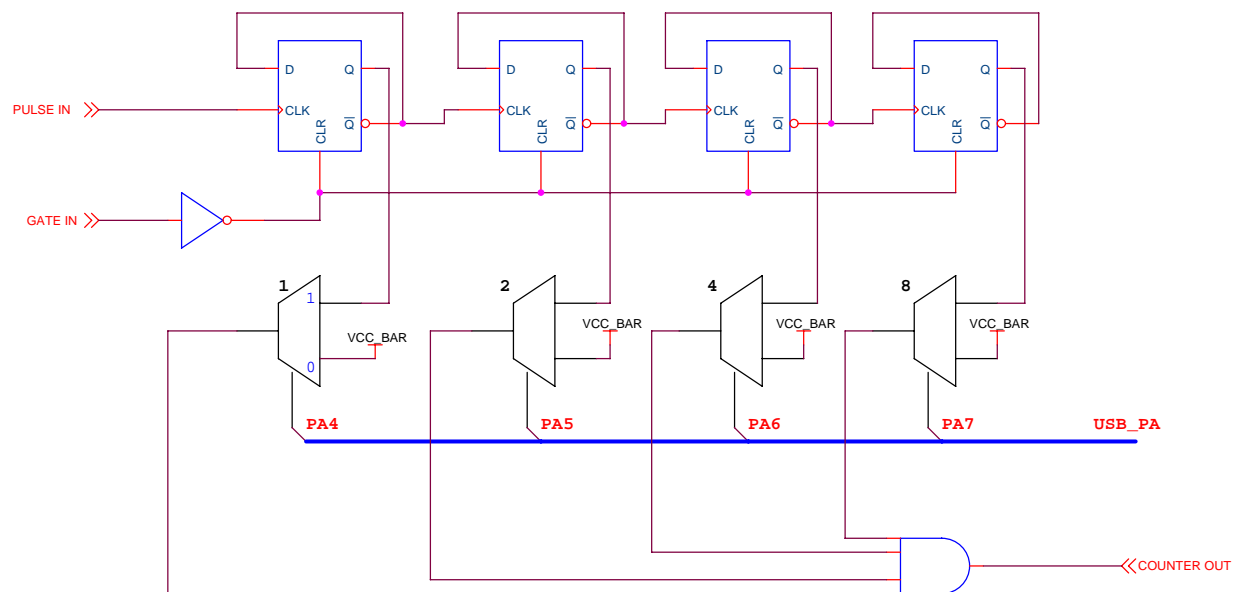 D Q D Q D Q D Q
PULSE IN CLK CLK CLK CLK
CLR Q CLR Q CLR Q CLR Q
GATE IN
1 2 4 8
1
VCC_BAR VCC_BAR VCC_BAR VCC_BAR
0
PA4 PA5 PA6 PA7 USB_PA
COUNTER OUT